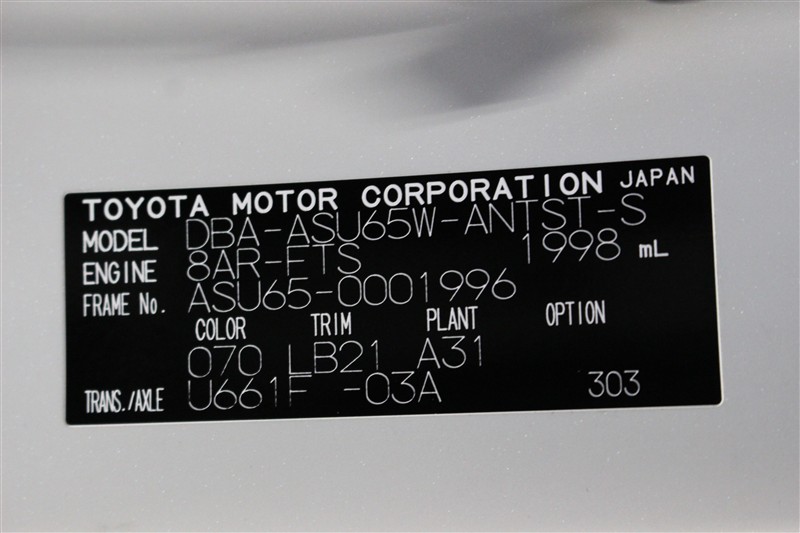 TOYOTA MOTOR CORPORATION JAPAN
MODEL DBA-ASU65W-ANTST-S
ENGINE 8AR-FTS 1998 mL
FRAME No. ASU65-0001996
COLOR TRIM PLANT OPTION
070 LB21 A31
TRANS./AXLE U661F -03A 303